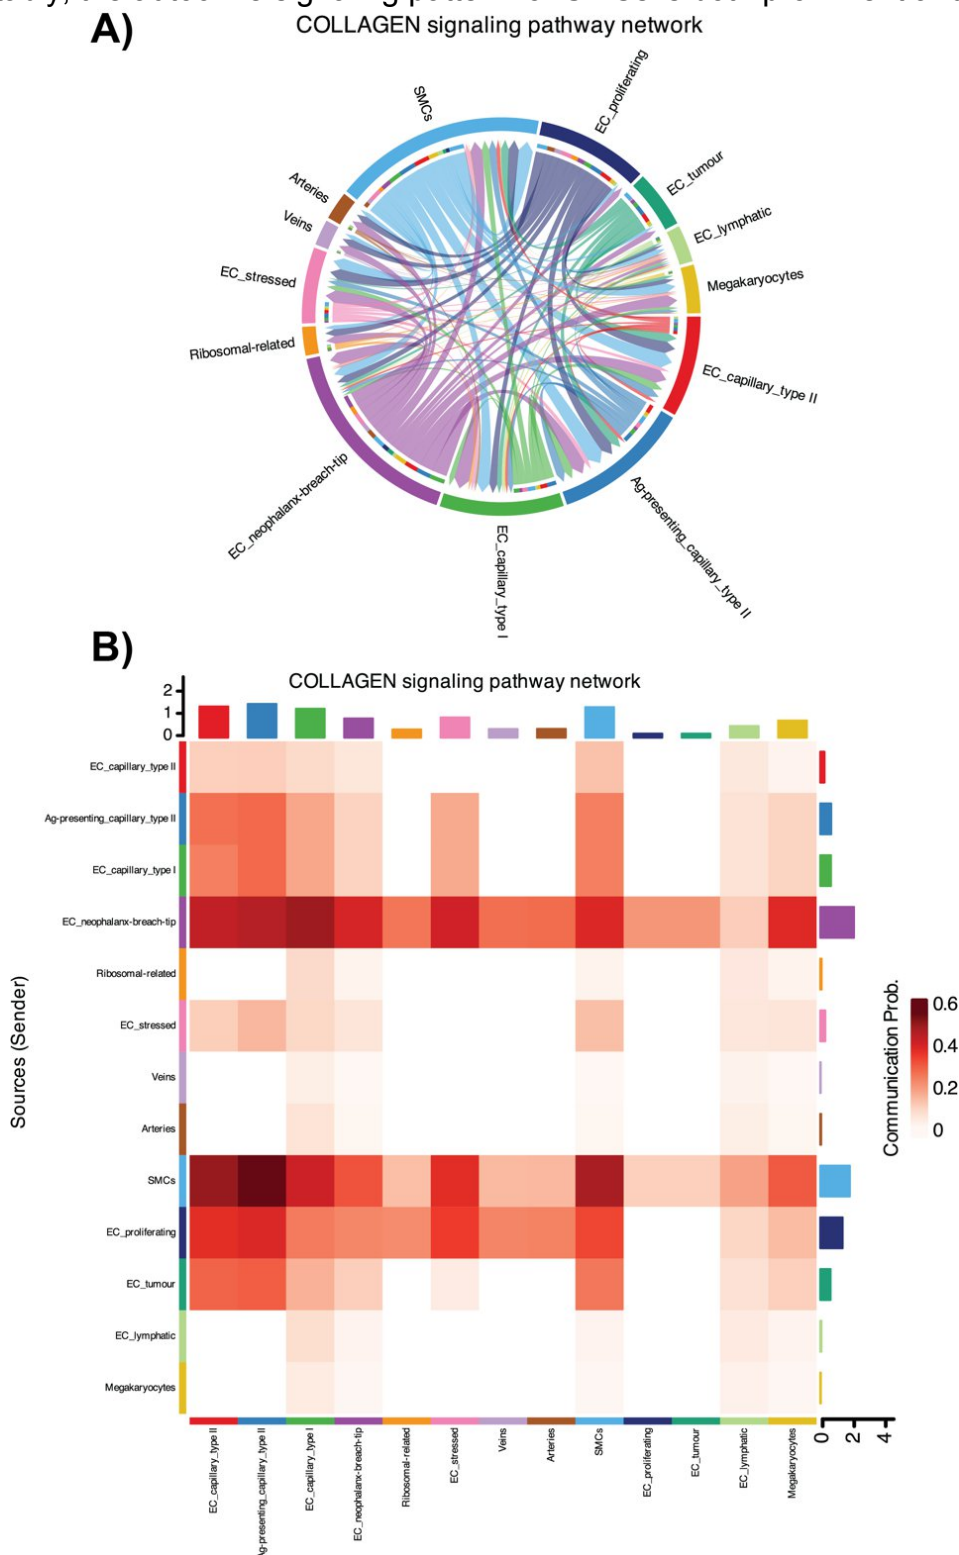 A)
COLLAGEN signaling pathway network
SMCs
EC_proliferating
EC_tumour
Arteries
EC_lymphatic
Veins
EC_stressed
Megakaryocytes
Ribosomal-related
EC_capillary_type II
EC_neophalanx-breach-tip
Ag-presenting_capillary_type II
EC_capillary_type I
B)
COLLAGEN signaling pathway network
2
1
0
EC_capillary_type II
Ag-presenting_capillary_type II
EC_capillary_type I
EC_neophalanx-breach-tip
Ribosomal-related
EC_stressed
Veins
Arteries
SMCs
EC_proliferating
EC_tumour
EC_lymphatic
Megakaryocytes
Sources (Sender)
Communication Prob.
0.6
0.4
0.2
0
0 2 4
EC_capillary_type II
Ag-presenting_capillary_type II
EC_capillary_type I
EC_neophalanx-breach-tip
Ribosomal-related
EC_stressed
Veins
Arteries
SMCs
EC_proliferating
EC_tumour
EC_lymphatic
Megakaryocytes